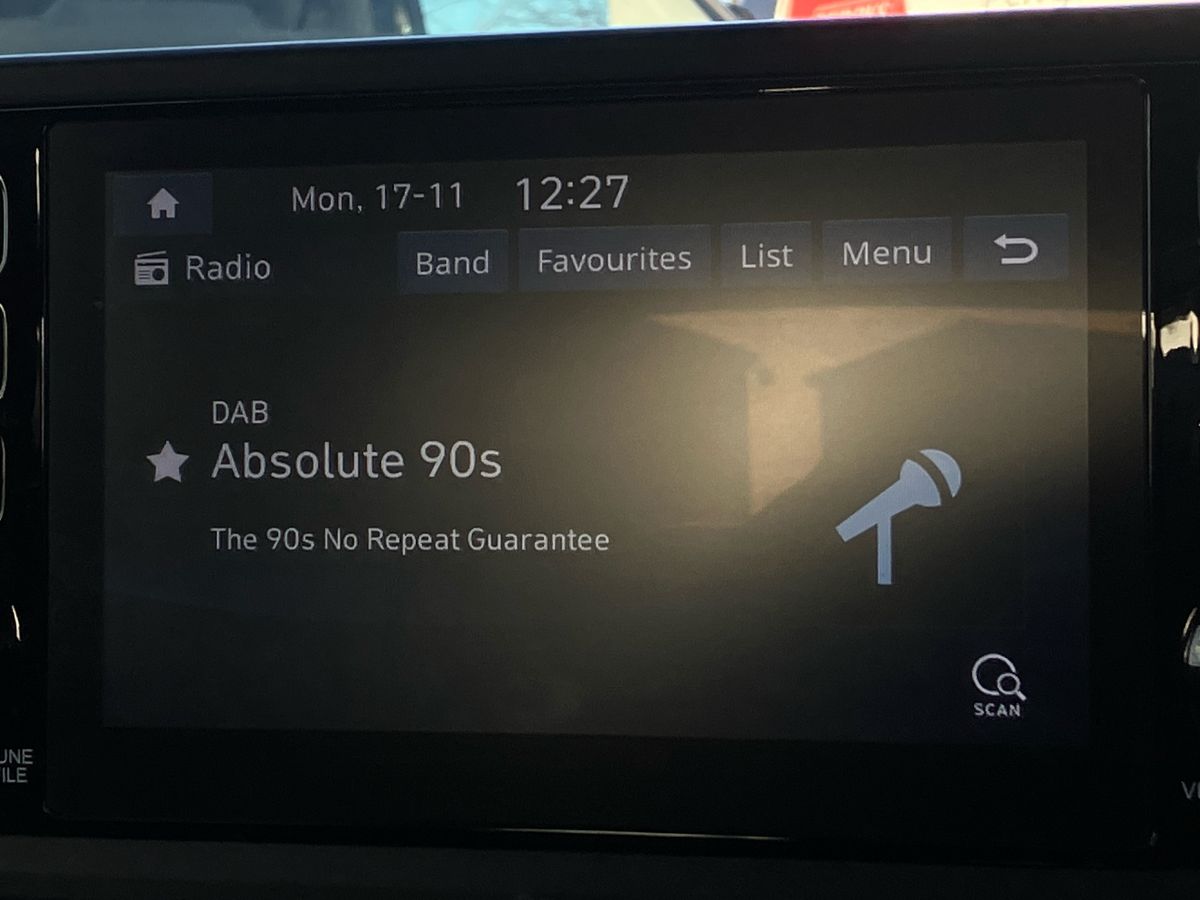 Mon, 17-11 12:27
Radio Band Favourites List Menu
DAB
Absolute 90s
The 90s No Repeat Guarantee
SCAN